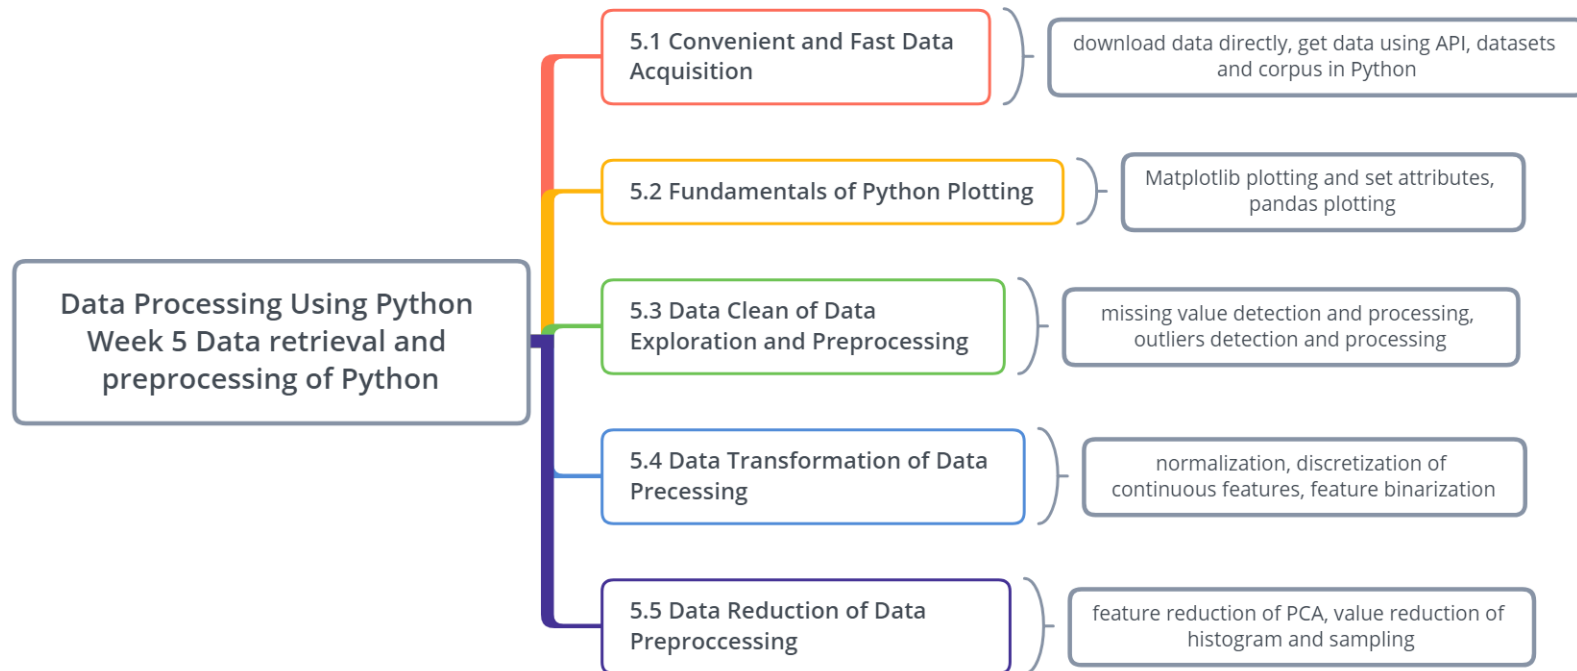 Data Processing Using Python
Week 5 Data retrieval and
preprocessing of Python
5.1 Convenient and Fast Data
Acquisition
download data directly, get data using API, datasets
and corpus in Python
5.2 Fundamentals of Python Plotting
Matplotlib plotting and set attributes,
pandas plotting
5.3 Data Clean of Data
Exploration and Preprocessing
missing value detection and processing,
outliers detection and processing
5.4 Data Transformation of Data
Precessing
normalization, discretization of
continuous features, feature binarization
5.5 Data Reduction of Data
Preproccessing
feature reduction of PCA, value reduction of
histogram and sampling